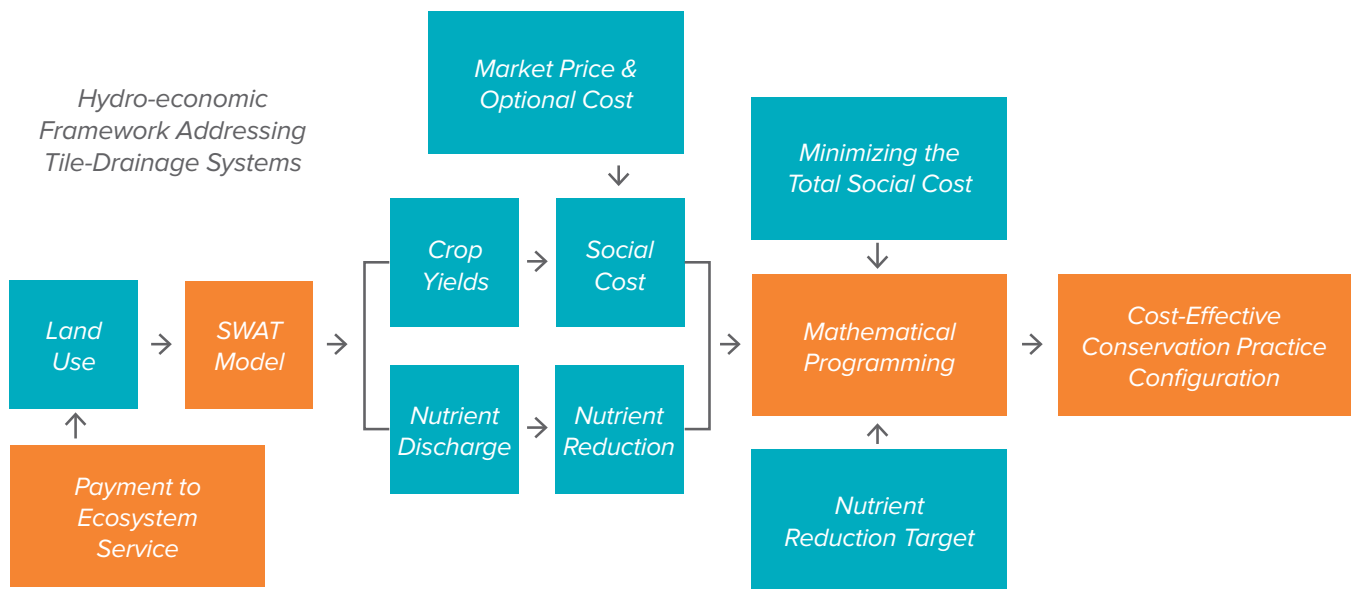 Hydro-economic
Framework Addressing
Tile-Drainage Systems
Market Price &
Optional Cost
Minimizing the
Total Social Cost
Crop
Yields
Social
Cost
Land
Use
SWAT
Model
Mathematical
Programming
Cost-Effective
Conservation Practice
Configuration
Nutrient
Discharge
Nutrient
Reduction
Payment to
Ecosystem
Service
Nutrient
Reduction Target